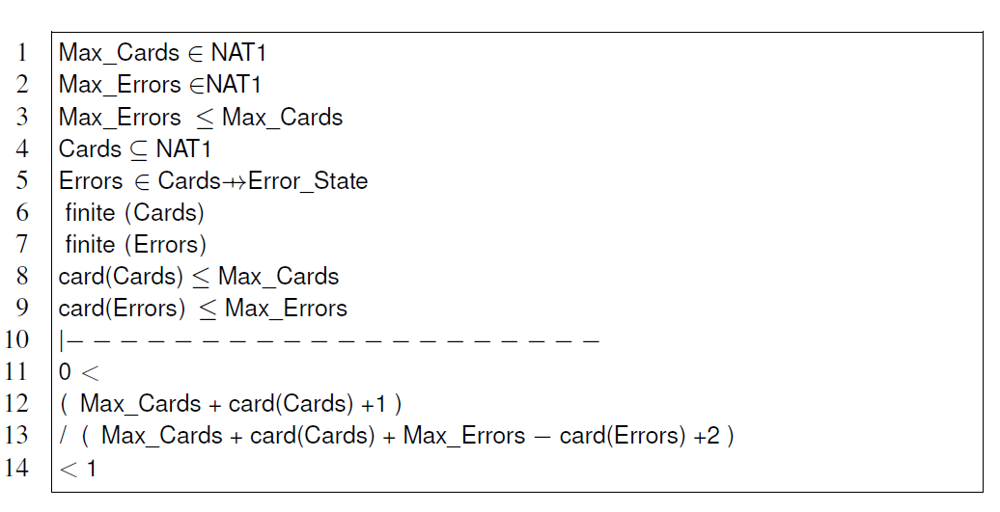 1 Max_Cards ∈ NAT1
2 Max_Errors ∈NAT1
3 Max_Errors ≤ Max_Cards
4 Cards ⊆ NAT1
5 Errors ∈ Cards⇸Error_State
6 finite (Cards)
7 finite (Errors)
8 card(Cards) ≤ Max_Cards
9 card(Errors) ≤ Max_Errors
10 |− − − − − − − − − − − − − − − − − − − −
11 0 <
12 ( Max_Cards + card(Cards) +1 )
13 / ( Max_Cards + card(Cards) + Max_Errors − card(Errors) +2 )
14 < 1